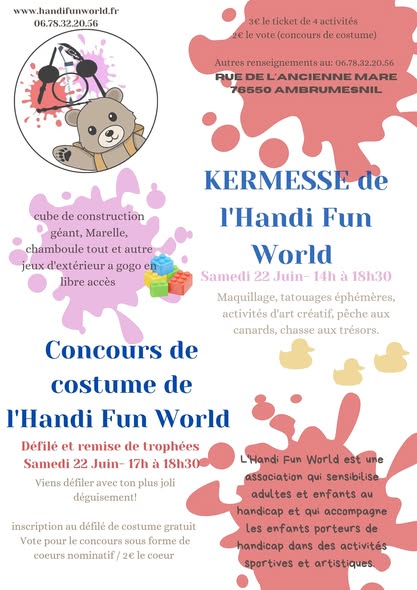 www.handifunworld.fr
06.78.32.20.56
3€ le ticket de 4 activités
2€ le vote (concours de costume)
Autres renseignements au: 06.78.32.20.56
RUE DE L'ANCIENNE MARE
76550 AMBRUMESNIL
KERMESSE de
l'Handi Fun
World
Samedi 22 Juin- 14h à 18h30
Maquillage, tatouages éphémères,
activités d'art créatif, pêche aux
canards, chasse aux trésors.
cube de construction
géant, Marelle,
chamboule tout et autre
jeux d'extérieur a gogo en
libre accès
Concours de
costume de
l'Handi Fun World
Défilé et remise de trophées
Samedi 22 Juin- 17h à 18h30
Viens défiler avec ton plus joli
déguisement!
inscription au défilé de costume gratuit
Vote pour le concours sous forme de
coeurs nominatif / 2€ le coeur
L'Handi Fun World est une
association qui sensibilise
adultes et enfants au
handicap et qui accompagne
les enfants porteurs de
handicap dans des activités
sportives et artistiques.